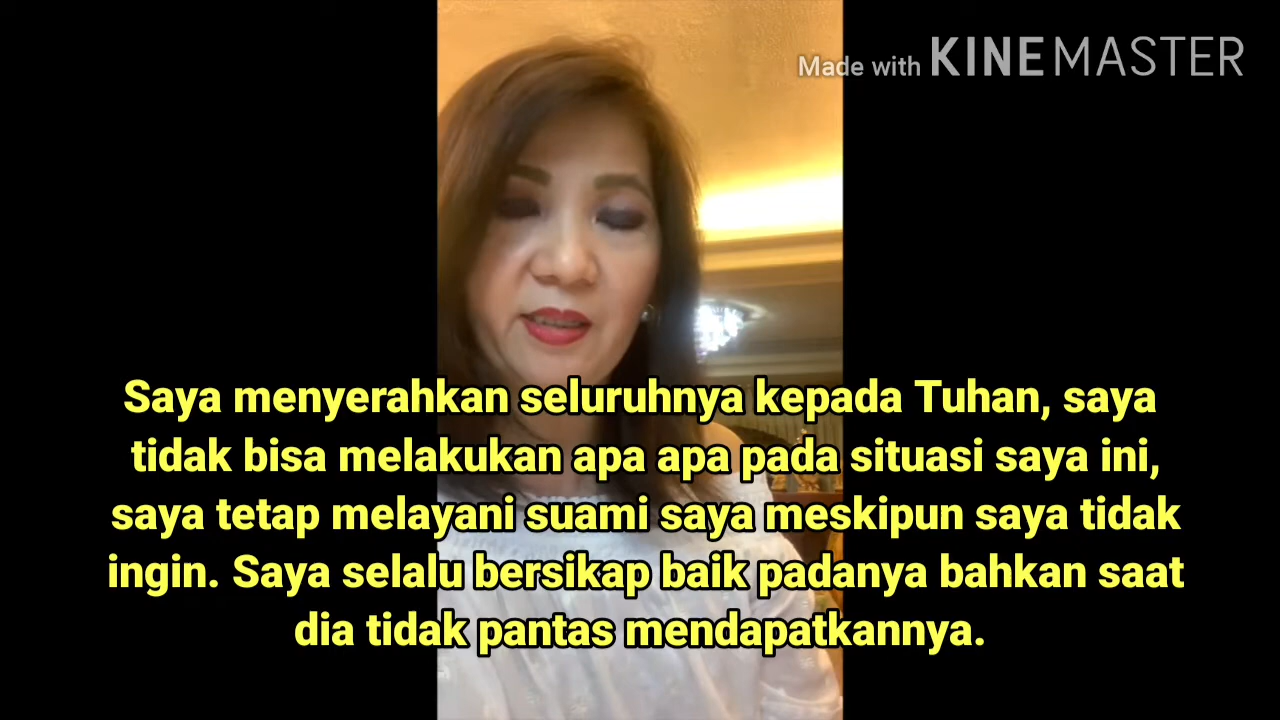 Made with KINEMASTER
Saya menyerahkan seluruhnya kepada Tuhan, saya
tidak bisa melakukan apa apa pada situasi saya ini,
saya tetap melayani suami saya meskipun saya tidak
ingin. Saya selalu bersikap baik padanya bahkan saat
dia tidak pantas mendapatkannya.